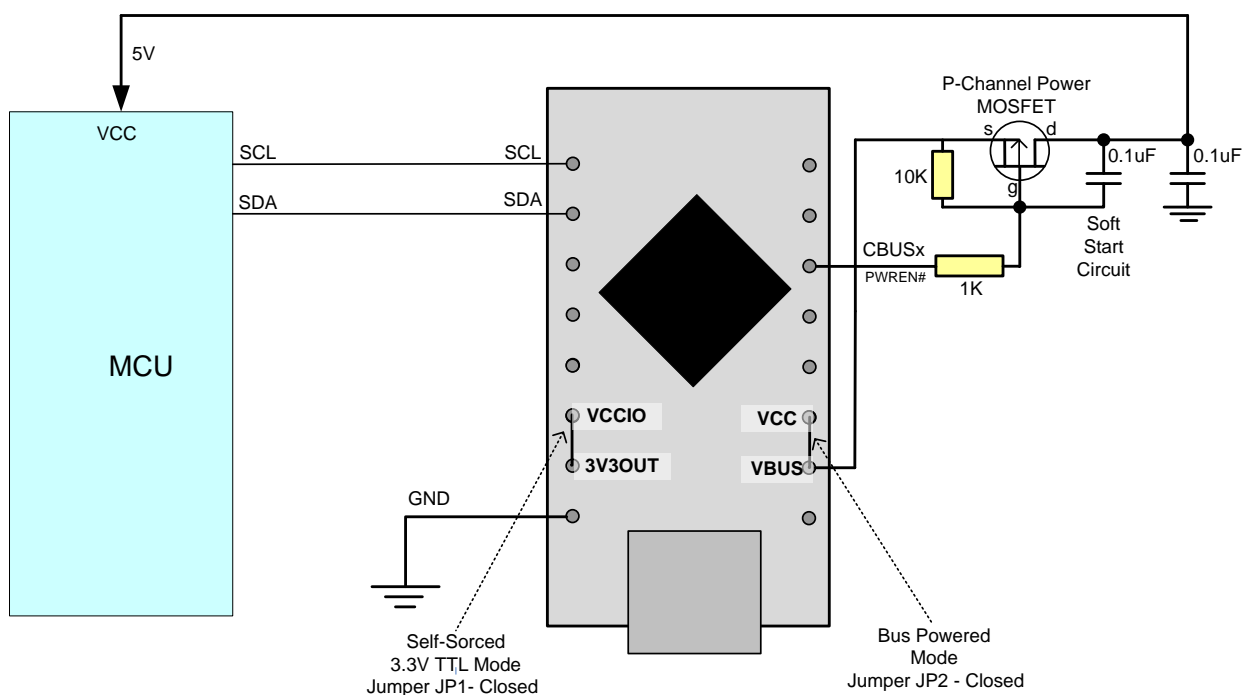 5V
P-Channel Power
MOSFET
VCC
s
d
SCL
SCL
0.1uF
0.1uF
10K
g
SDA
SDA
Soft
Start
Circuit
CBUSx
PWREN#
1K
MCU
VCCIO
VCC
3V3OUT
VBUS
GND
Self-Sorced
3.3V TTL Mode
Jumper JP1- Closed
Bus Powered
Mode
Jumper JP2 - Closed